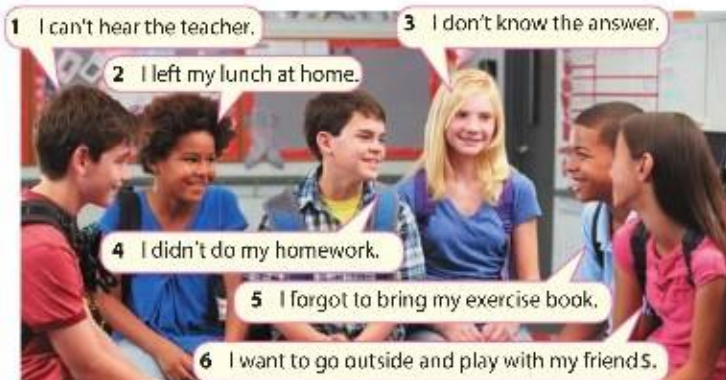 1 I can't hear the teacher.
2 I left my lunch at home.
3 I don't know the answer.
4 I didn't do my homework.
5 I forgot to bring my exercise book.
6 I want to go outside and play with my friends.